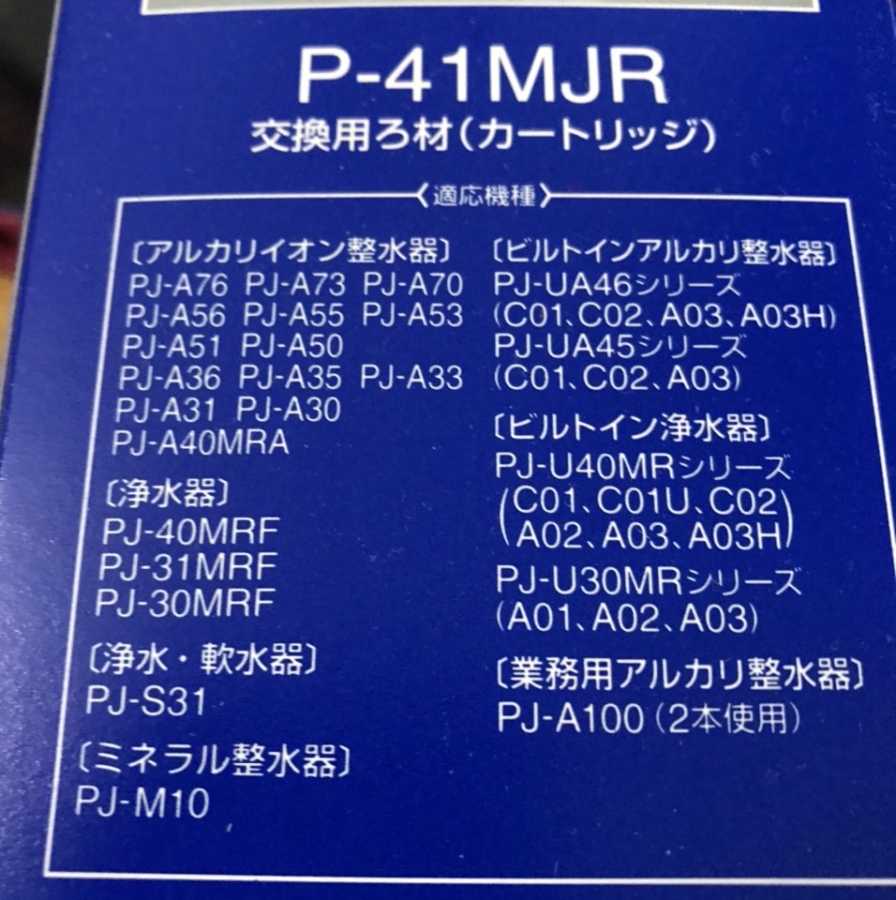 P-41MJR
交換用ろ材(カートリッジ)
〈適応機種〉
〔アルカリイオン整水器〕
PJ-A76 PJ-A73 PJ-A70
PJ-A56 PJ-A55 PJ-A53
PJ-A51 PJ-A50
PJ-A36 PJ-A35 PJ-A33
PJ-A31 PJ-A30
PJ-A40MRA
〔浄水器〕
PJ-40MRF
PJ-31MRF
PJ-30MRF
〔浄水・軟水器〕
PJ-S31
〔ミネラル整水器〕
PJ-M10
〔ビルトインアルカリ整水器〕
PJ-UA46シリーズ
(C01、C02、A03、A03H)
PJ-UA45シリーズ
(C01、C02、A03)
〔ビルトイン浄水器〕
PJ-U40MRシリーズ
(C01、C01U、C02
A02、A03、A03H)
PJ-U30MRシリーズ
(A01、A02、A03)
〔業務用アルカリ整水器〕
PJ-A100(2本使用)